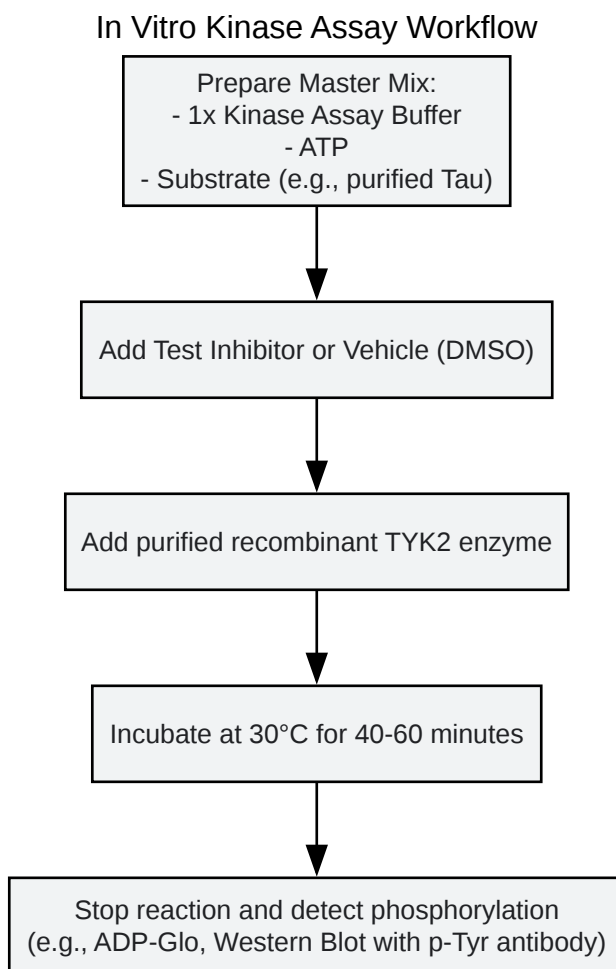 In Vitro Kinase Assay Workflow
Prepare Master Mix:
- 1x Kinase Assay Buffer
- ATP
- Substrate (e.g., purified Tau)
Add Test Inhibitor or Vehicle (DMSO)
Add purified recombinant TYK2 enzyme
Incubate at 30°C for 40-60 minutes
Stop reaction and detect phosphorylation
(e.g., ADP-Glo, Western Blot with p-Tyr antibody)